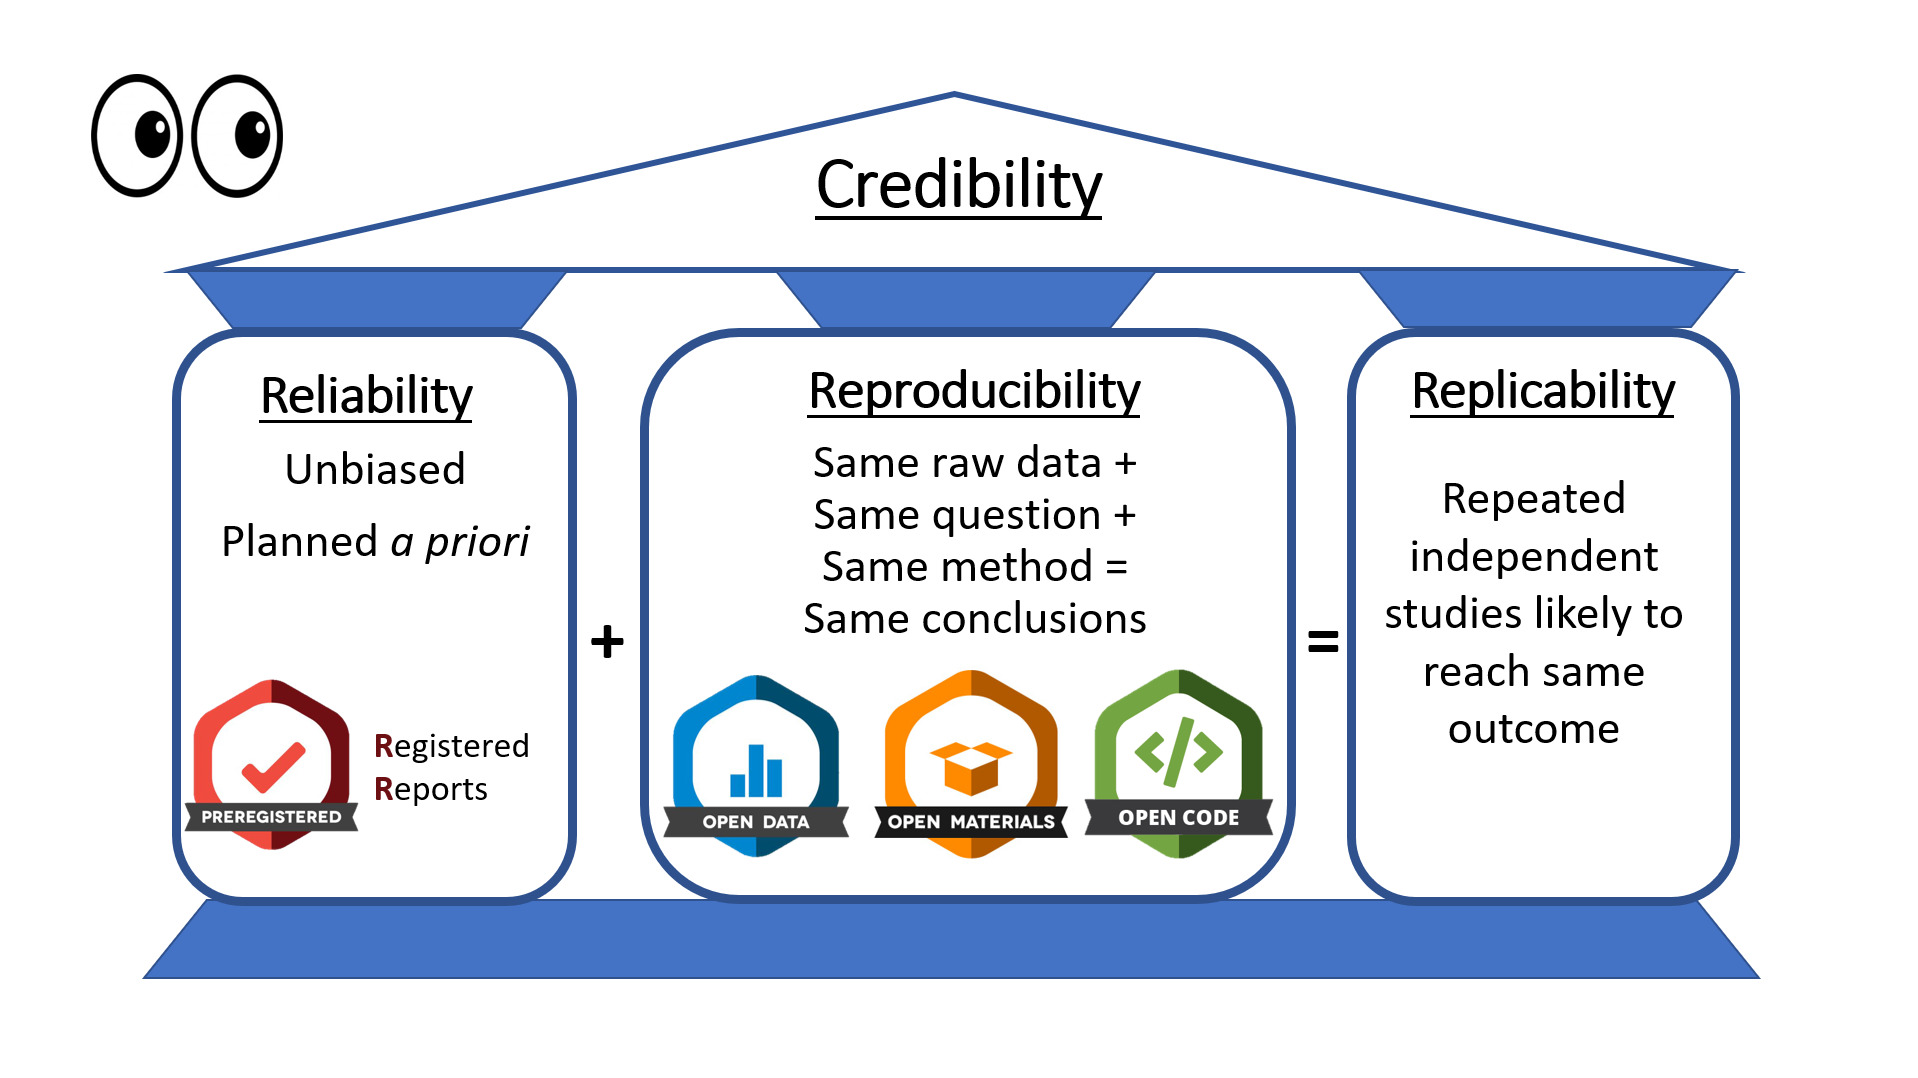 Credibility
Reliability
Unbiased
Planned a priori
PREREGISTERED
Registered
Reports
+
Reproducibility
Same raw data +
Same question +
Same method =
Same conclusions
OPEN DATA
OPEN MATERIALS
OPEN CODE
=
Replicability
Repeated
independent
studies likely to
reach same
outcome